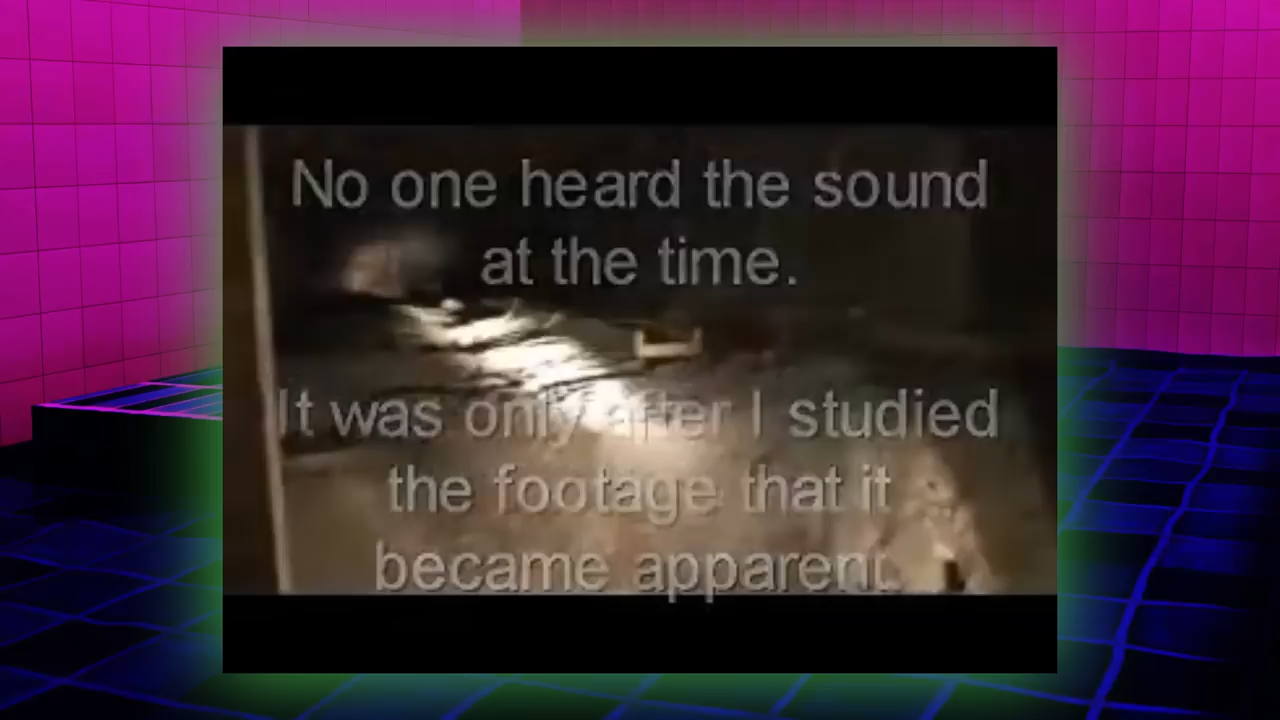 No one heard the sound
at the time.
It was only after I studied
the footage that it
became apparent.